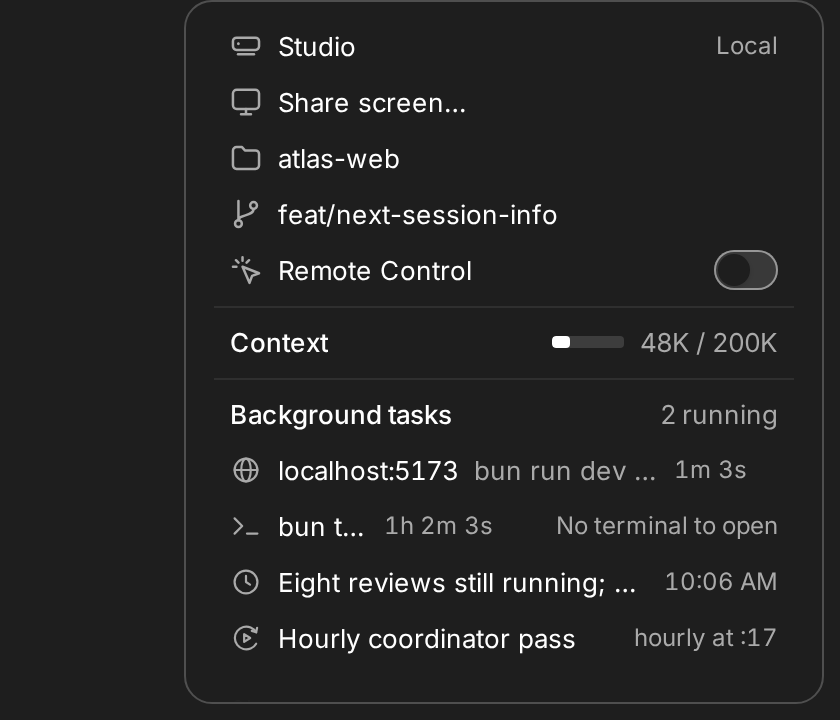 Studio Local
Share screen...
atlas-web
feat/next-session-info
Remote Control
Context 48K / 200K
Background tasks 2 running
localhost:5173 bun run dev ... 1m 3s
bun t... 1h 2m 3s No terminal to open
Eight reviews still running; ... 10:06 AM
Hourly coordinator pass hourly at :17